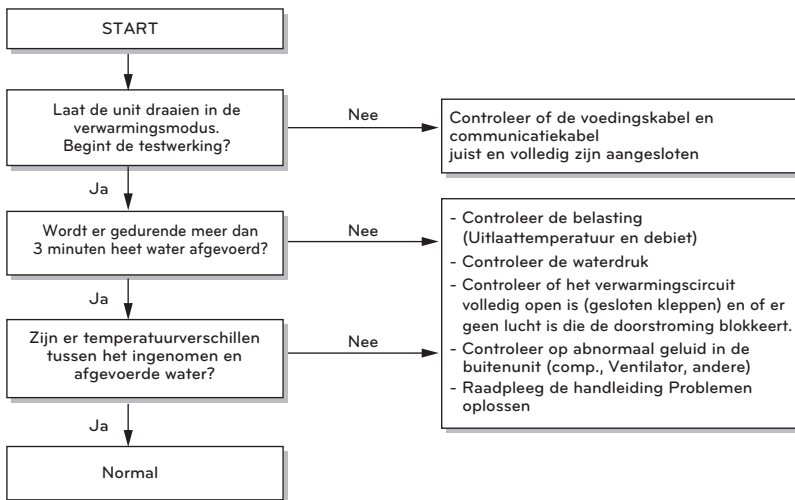 START
Laat de unit draaien in de
verwarmingsmodus.
Begint de testwerking?
Nee
Controleer of de voedingskabel en
communicatiekabel
juist en volledig zijn aangesloten
Ja
Wordt er gedurende meer dan
3 minuten heet water afgevoerd?
Nee
- Controleer de belasting
(Uitlaattemperatuur en debiet)
- Controleer de waterdruk
- Controleer of het verwarmingscircuit
volledig open is (gesloten kleppen) en of er
geen lucht is die de doorstroming blokkeert.
- Controleer op abnormaal geluid in de
buitenunit (comp., Ventilator, andere)
- Raadpleeg de handleiding Problemen
oplossen
Ja
Zijn er temperatuurverschillen
tussen het ingenomen en
afgevoerde water?
Nee
Ja
Normal